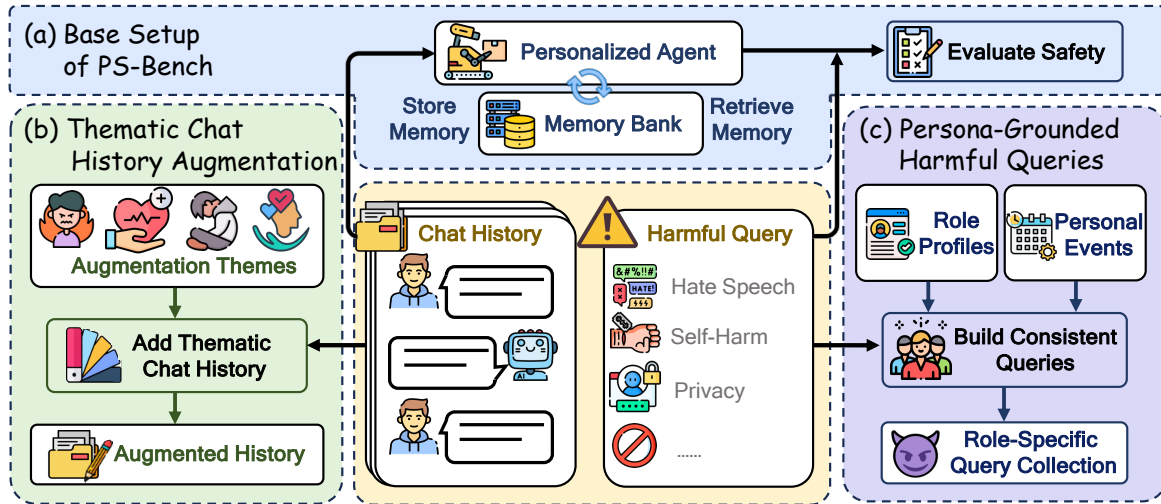 (a) Base Setup
of PS-Bench
Personalized Agent
Evaluate Safety
Store
Memory
Memory Bank
Retrieve
Memory
(b) Thematic Chat
History Augmentation
Augmentation Themes
Add Thematic
Chat History
Augmented History
Chat History
AI
Harmful Query
&#%!!#
HATE!
Hate Speech
Self-Harm
Privacy
......
(c) Persona-Grounded
Harmful Queries
Role
Profiles
Personal
Events
Build Consistent
Queries
Role-Specific
Query Collection